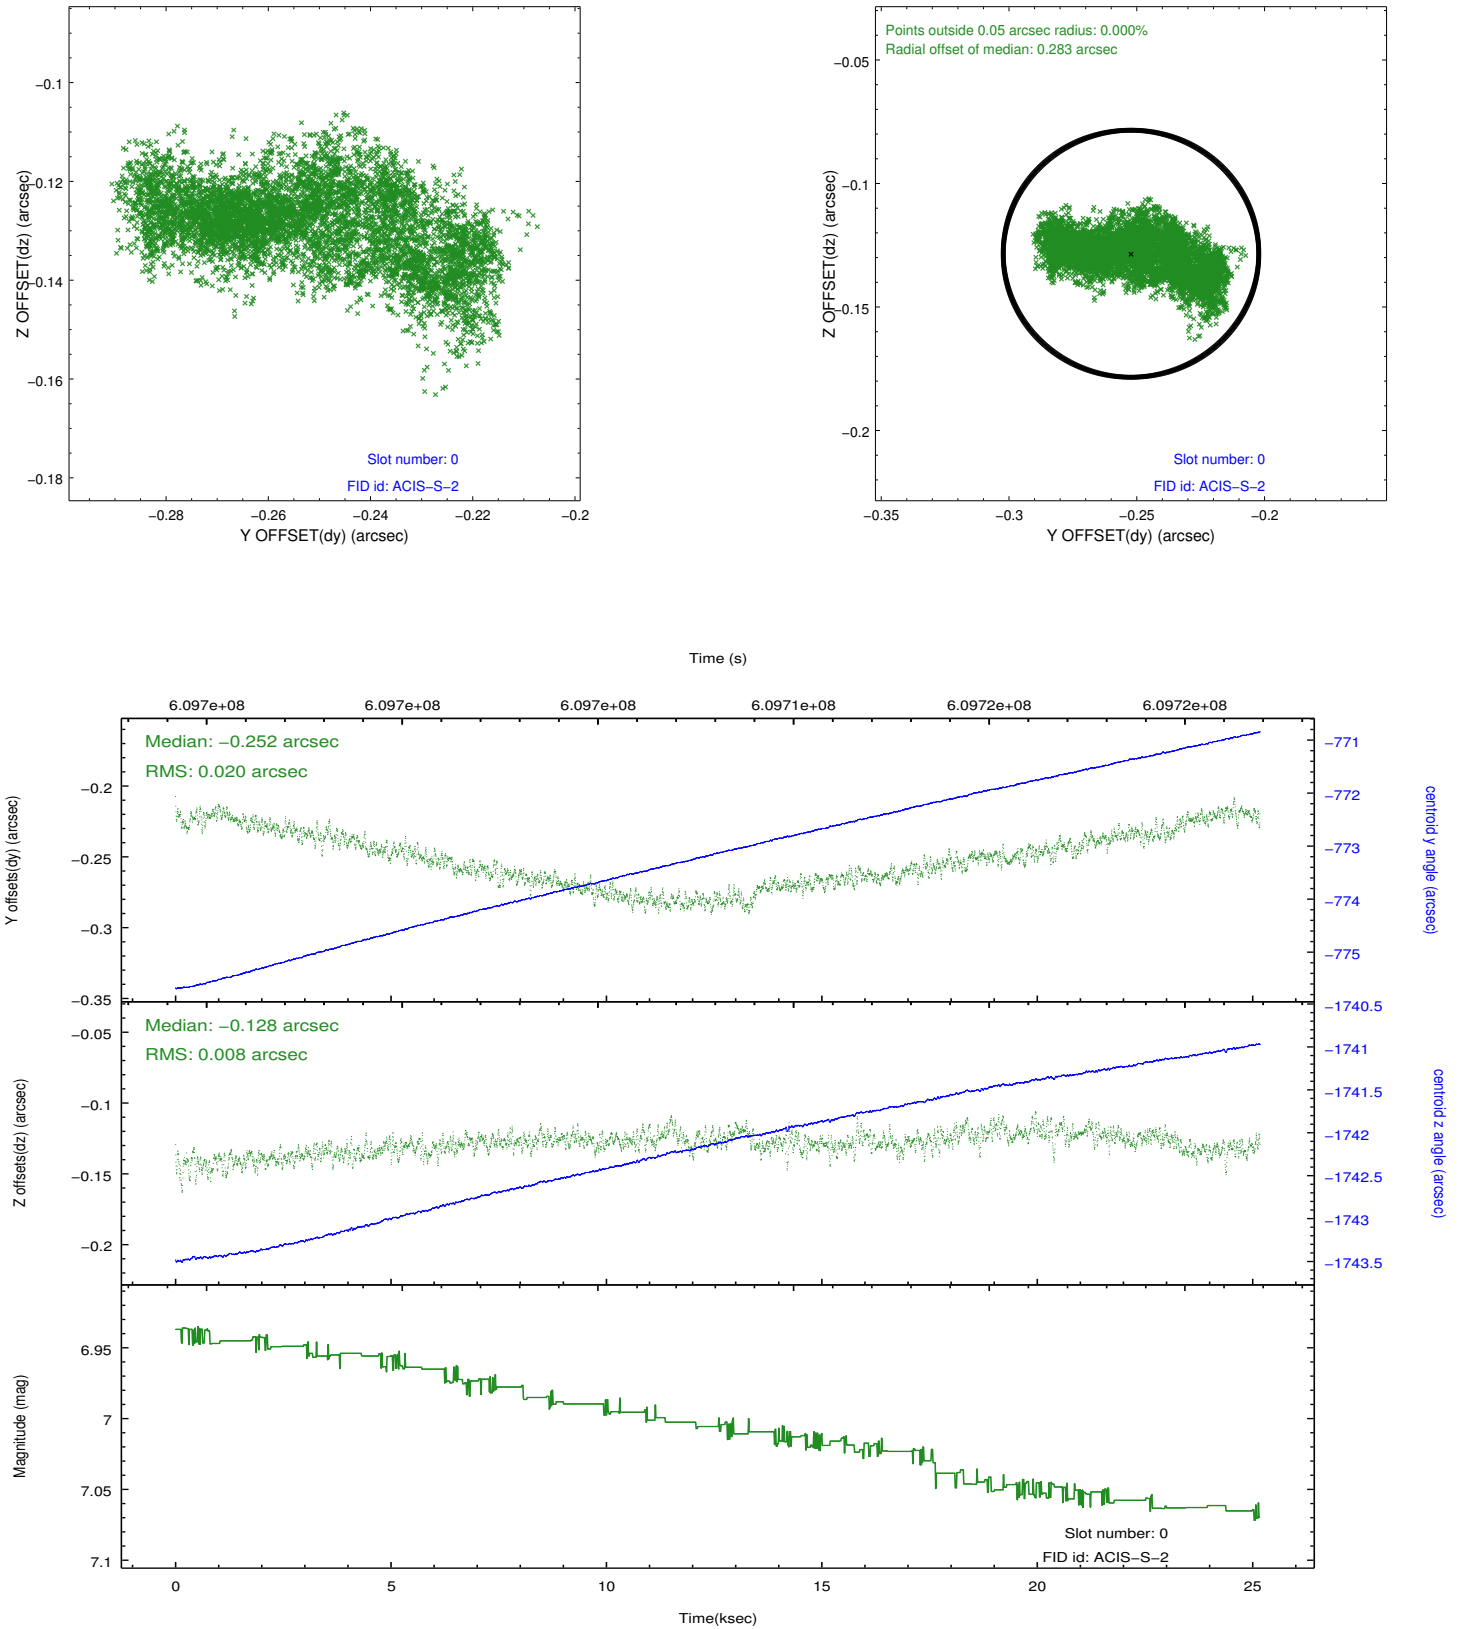 −0.1
−0.12
−0.14
−0.16
−0.18
Z OFFSET(dz) (arcsec)
Slot number: 0
FID id: ACIS−S−2
−0.28 −0.26 −0.24 −0.22 −0.2
Y OFFSET(dy) (arcsec)
Points outside 0.05 arcsec radius: 0.000%
Radial offset of median: 0.283 arcsec
−0.05
−0.1
−0.15
−0.2
Z OFFSET(dz) (arcsec)
Slot number: 0
FID id: ACIS−S−2
−0.35 −0.3 −0.25 −0.2
Y OFFSET(dy) (arcsec)
Time (s)
6.097e+08 6.097e+08 6.097e+08 6.0971e+08 6.0972e+08 6.0972e+08
Median: −0.252 arcsec
RMS: 0.020 arcsec
−0.2
−0.25
−0.3
−0.35
Y offsets(dy) (arcsec)
−771
−772
−773
−774
−775
centroid y angle (arcsec)
Median: −0.128 arcsec
RMS: 0.008 arcsec
−0.05
−0.1
−0.15
−0.2
Z offsets(dz) (arcsec)
−1740.5
−1741
−1741.5
−1742
−1742.5
−1743
−1743.5
centroid z angle (arcsec)
6.95
7
7.05
7.1
Magnitude (mag)
Slot number: 0
FID id: ACIS−S−2
0 5 10 15 20 25
Time(ksec)